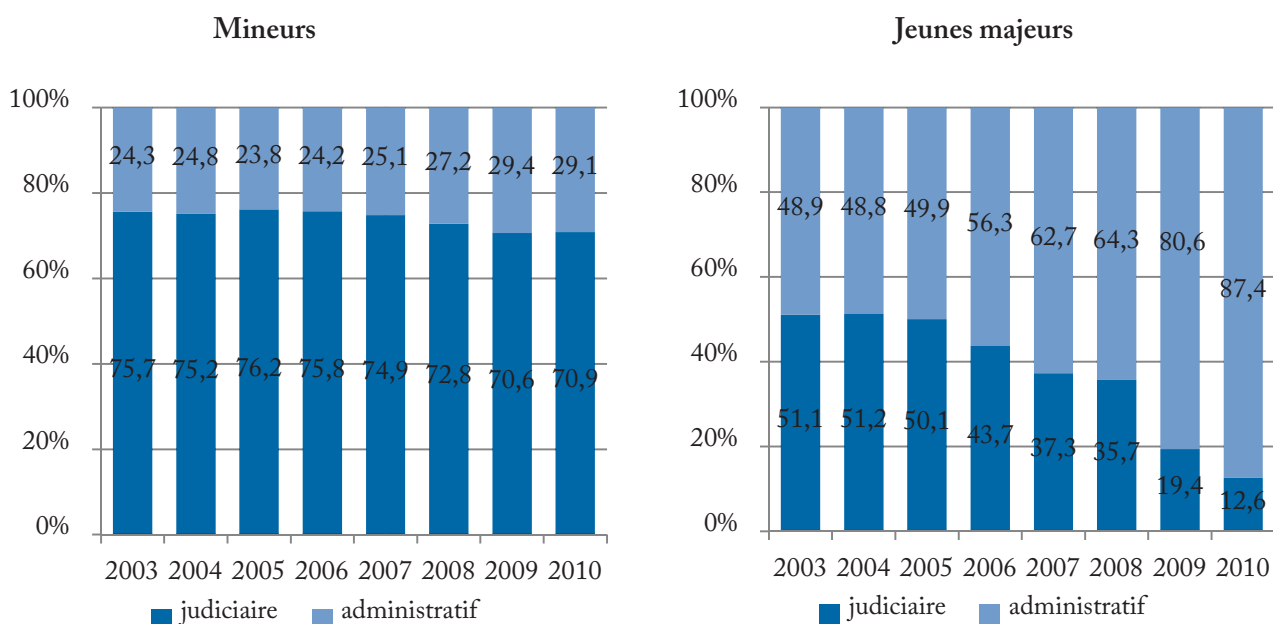 Mineurs
100%
80%
60%
40%
20%
0%
24,3 24,8 23,8 24,2 25,1 27,2 29,4 29,1
75,7 75,2 76,2 75,8 74,9 72,8 70,6 70,9
2003 2004 2005 2006 2007 2008 2009 2010
judiciaire administratif
Jeunes majeurs
100%
80%
60%
40%
20%
0%
48,9 48,8 49,9 56,3 62,7 64,3 80,6 87,4
51,1 51,2 50,1 43,7 37,3 35,7 19,4 12,6
2003 2004 2005 2006 2007 2008 2009 2010
judiciaire administratif